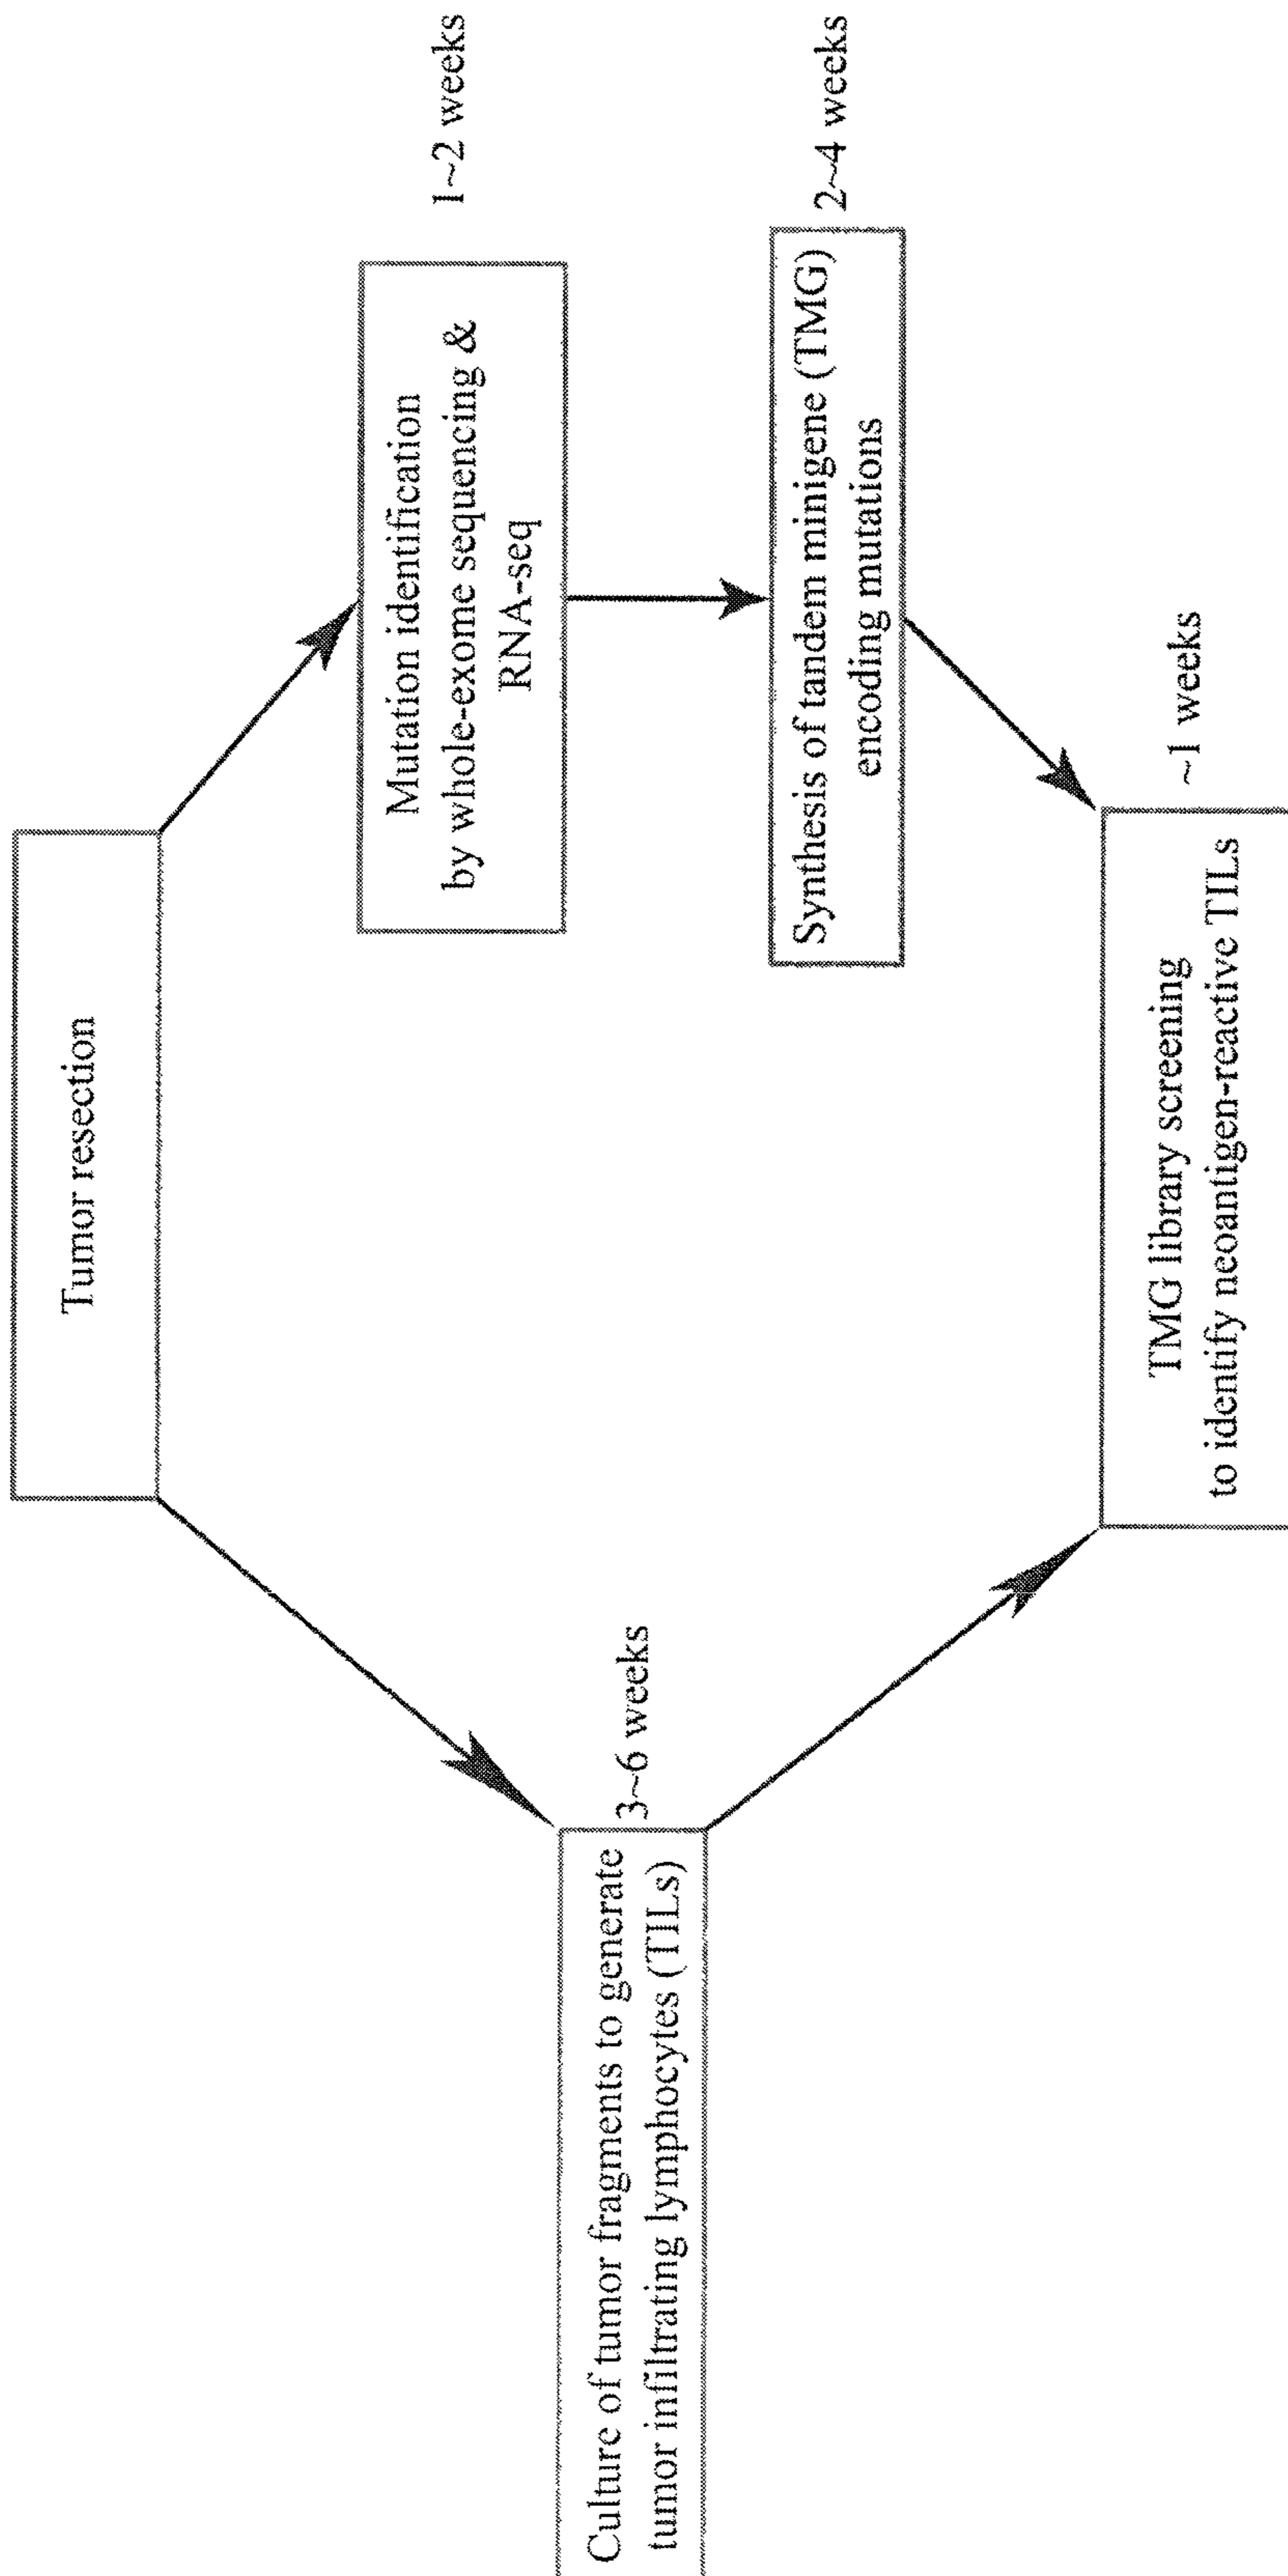 Tumor resection
Mutation identification
by whole-exome sequencing &
RNA-seq
1~2 weeks
Culture of tumor fragments to generate
tumor infiltrating lymphocytes (TILs)
3~6 weeks
Synthesis of tandem minigene (TMG)
encoding mutations
2~4 weeks
TMG library screening
to identify neoantigen-reactive TILs
~1 weeks